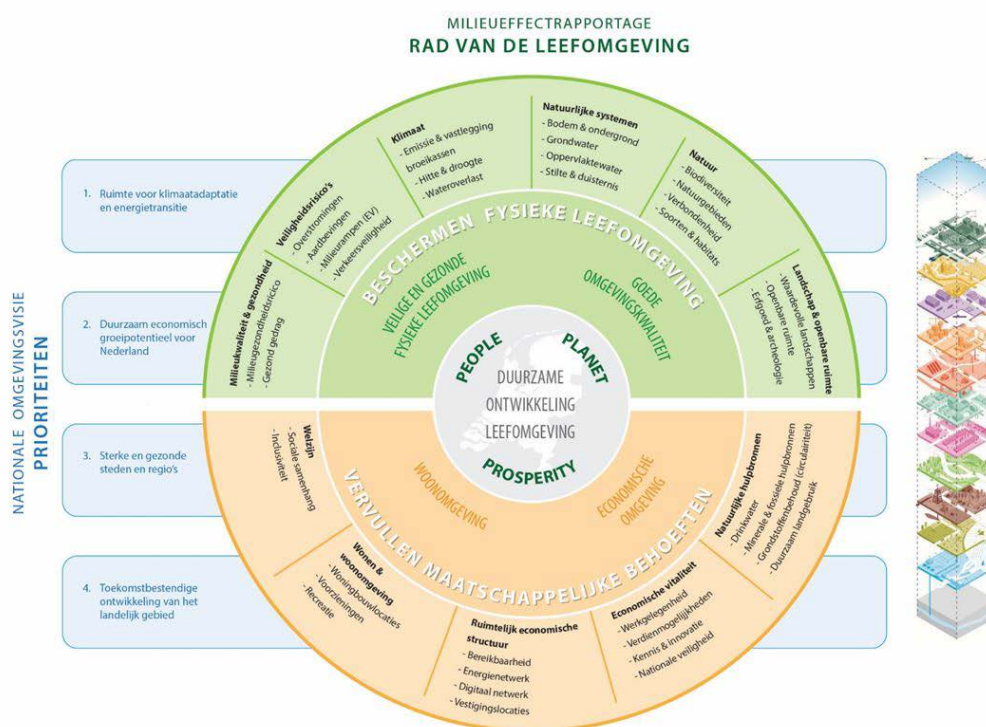 MILIEUEFFECTRAPPORTAGE
RAD VAN DE LEEFOMGEVING
NATIONALE OMGEVINGSVISIE
PRIORITEITEN
1. Ruimte voor klimaatadaptatie
en energietransitie
2. Duurzaam economisch
groeipotentieel voor
Nederland
3. Sterke en gezonde
steden en regio's
4. Toekomstbestendige
ontwikkeling van het
landelijk gebied
Milieukwaliteit & gezondheid
- Milieugezondheidsricico
- Gezond gedrag
Veiligheidsrisico's
- Overstromingen
- Aardbevingen
- Milieurampen (EV)
- Verkeersveiligheid
Klimaat
- Emissie & vastlegging
broeikassen
- Hitte & droogte
- Wateroverlast
Natuurlijke systemen
- Bodem & ondergrond
- Grondwater
- Oppervlaktewater
- Stilte & duisternis
Natuur
- Biodiversiteit
- Natuurgebieden
- Verbondenheid
- Soorten & habitats
Landschap & openbare ruimte
- Waardevolle landschappen
- Openbare ruimte
- Erfgoed & archeologie
BESCHERMEN FYSIEKE LEEFOMGEVING
VEILIGE EN GEZONDE
FYSIEKE LEEFOMGEVING
GOEDE
OMGEVINGSKWALITEIT
PEOPLE
PLANET
DUURZAME
ONTWIKKELING
LEEFOMGEVING
PROSPERITY
WOONOMGEVING
ECONOMISCHE
OMGEVING
VERVULLEN MAATSCHAPPELIJKE BEHOEFTEN
Welzijn
- Sociale samenhang
- Inclusiviteit
Wonen &
woonomgeving
- Woningbouwlocaties
- Voorzieningen
- Recreatie
Ruimtelijk economische
structuur
- Bereikbaarheid
- Energienetwerk
- Digitaal netwerk
- Vestigingslocaties
Economische vitaliteit
- Werkgelegenheid
- Verdienmogelijkheden
- Kennis & innovatie
- Nationale veiligheid
Natuurlijke hulpbronnen
- Drinkwater
- Minerale & fossiele hulpbronnen
- Grondstoffenbehoud (circulairiteit)
- Duurzaam landgebruik